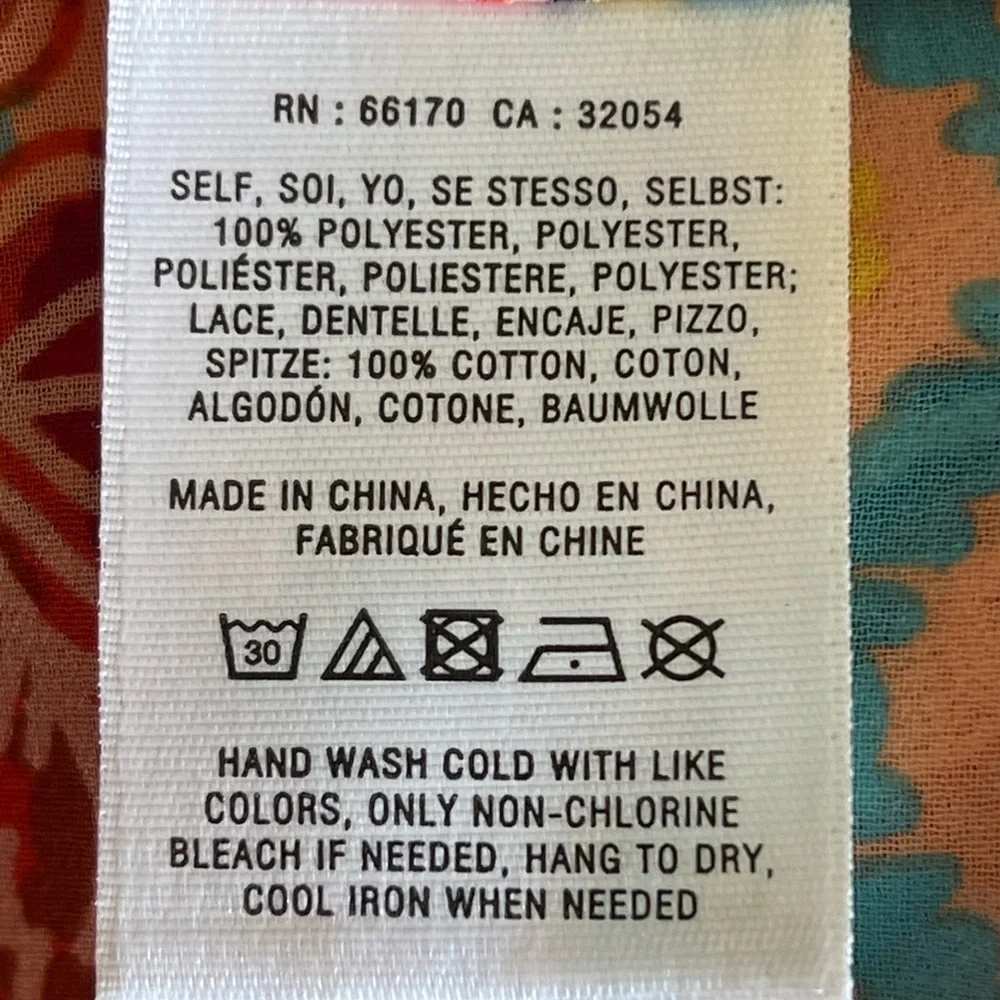 RN : 66170 CA : 32054
SELF, SOI, YO, SE STESSO, SELBST:
100% POLYESTER, POLYESTER,
POLIÉSTER, POLIESTERE, POLYESTER;
LACE, DENTELLE, ENCAJE, PIZZO,
SPITZE: 100% COTTON, COTON,
ALGODÓN, COTONE, BAUMWOLLE
MADE IN CHINA, HECHO EN CHINA,
FABRIQUÉ EN CHINE
30
HAND WASH COLD WITH LIKE
COLORS, ONLY NON-CHLORINE
BLEACH IF NEEDED, HANG TO DRY,
COOL IRON WHEN NEEDED